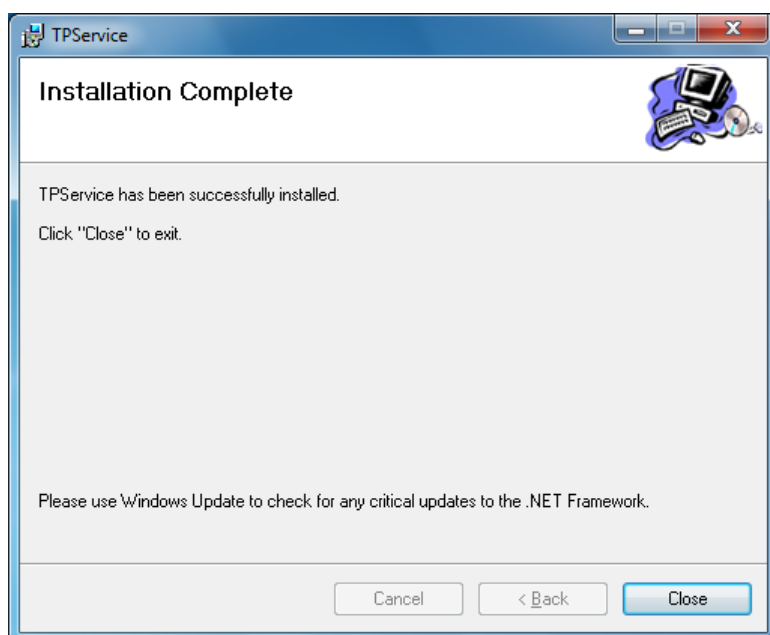 TPService
Installation Complete
TPService has been successfully installed.
Click "Close" to exit.
Please use Windows Update to check for any critical updates to the .NET Framework.
Cancel
< Back
Close